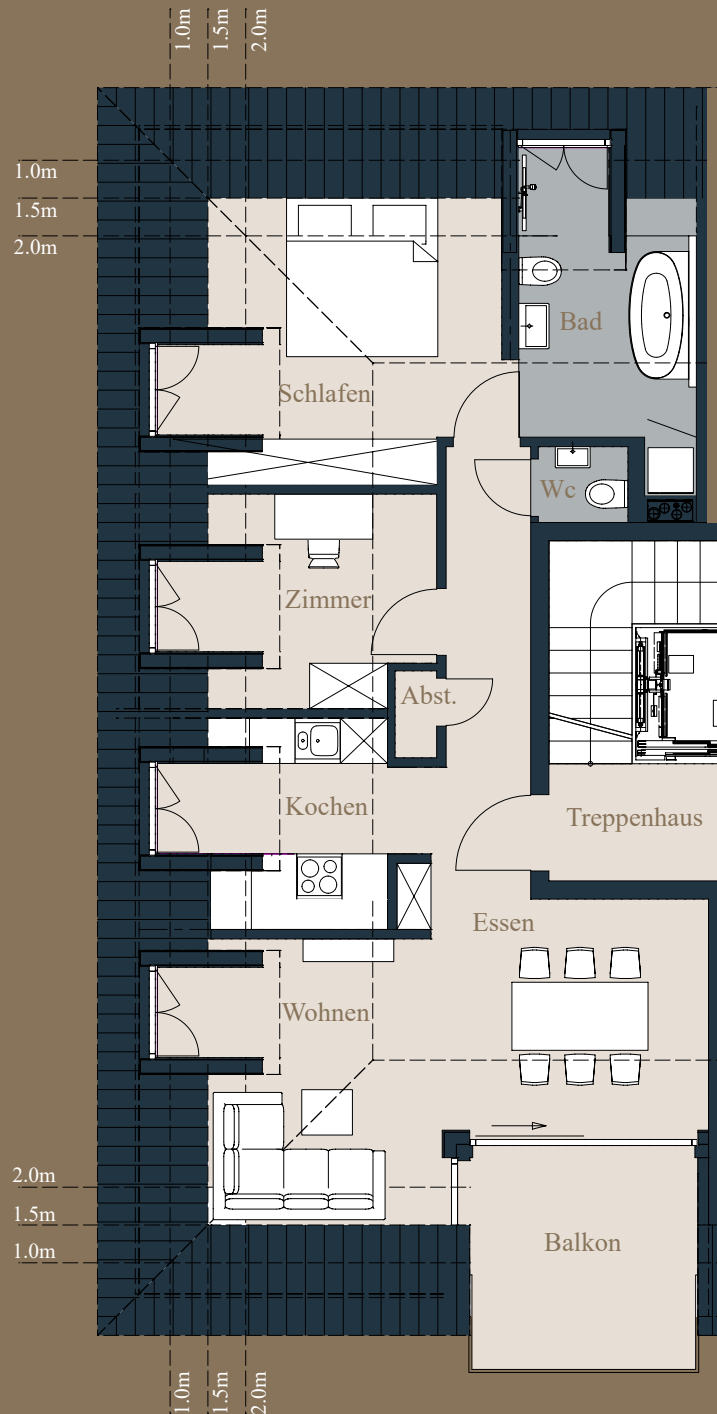 1.0m
1.5m
2.0m
1.0m
1.5m
2.0m
Bad
Schlafen
Wc
Zimmer
Abst.
Kochen
Treppenhaus
Essen
Wohnen
2.0m
1.5m
1.0m
Balkon
1.0m
1.5m
2.0m